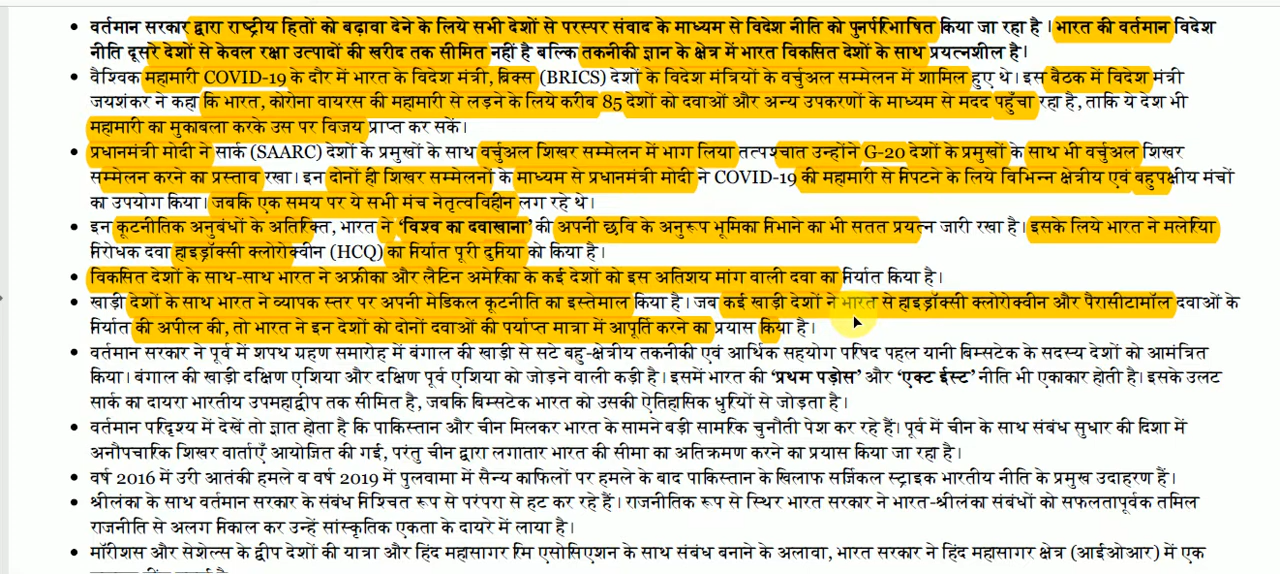 • वर्तमान सरकार द्वारा राष्ट्रीय हितों को बढ़ावा देने के लिये सभी देशों से परस्पर संवाद के माध्यम से विदेश नीति को पुनर्परिभाषित किया जा रहा है । भारत की वर्तमान विदेश
नीति दूसरे देशों से केवल रक्षा उत्पादों की खरीद तक सीमित नहीं है बल्कि तकनीकी ज्ञान के क्षेत्र में भारत विकसित देशों के साथ प्रयत्नशील है।
• वैश्विक महामारी COVID-19 के दौर में भारत के विदेश मंत्री, ब्रिक्स (BRICS) देशों के विदेश मंत्रियों के वर्चुअल सम्मेलन में शामिल हुए थे। इस बैठक में विदेश मंत्री
जयशंकर ने कहा कि भारत, कोरोना वायरस की महामारी से लड़ने के लिये करीब 85 देशों को दवाओं और अन्य उपकरणों के माध्यम से मदद पहुँचा रहा है, ताकि ये देश भी
महामारी का मुकाबला करके उस पर विजय प्राप्त कर सकें।
• प्रधानमंत्री मोदी ने सार्क (SAARC) देशों के प्रमुखों के साथ वर्चुअल शिखर सम्मेलन में भाग लिया तत्पश्चात उन्होंने G-20 देशों के प्रमुखों के साथ भी वर्चुअल शिखर
सम्मेलन करने का प्रस्ताव रखा। इन दोनों ही शिखर सम्मेलनों के माध्यम से प्रधानमंत्री मोदी ने COVID-19 की महामारी से निपटने के लिये विभिन्न क्षेत्रीय एवं बहुपक्षीय मंचों
का उपयोग किया। जबकि एक समय पर ये सभी मंच नेतृत्वविहीन लग रहे थे।
• इन कूटनीतिक अनुबंधों के अतिरिक्त, भारत ने ‘विश्व का दवाखाना’ की अपनी छवि के अनुरूप भूमिका निभाने का भी सतत प्रयत्न जारी रखा है। इसके लिये भारत ने मलेरिया
निरोधक दवा हाइड्रॉक्सी क्लोरोक्वीन (HCQ) का निर्यात पूरी दुनिया को किया है।
• विकसित देशों के साथ-साथ भारत ने अफ्रीका और लैटिन अमेरिका के कई देशों को इस अतिशय मांग वाली दवा का निर्यात किया है।
• खाड़ी देशों के साथ भारत ने व्यापक स्तर पर अपनी मेडिकल कूटनीति का इस्तेमाल किया है। जब कई खाड़ी देशों ने भारत से हाइड्रॉक्सी क्लोरोक्वीन और पैरासीटामॉल दवाओं के
निर्यात की अपील की, तो भारत ने इन देशों को दोनों दवाओं की पर्याप्त मात्रा में आपूर्ति करने का प्रयास किया है।
• वर्तमान सरकार ने पूर्व में शपथ ग्रहण समारोह में बंगाल की खाड़ी से सटे बहु-क्षेत्रीय तकनीकी एवं आर्थिक सहयोग परिषद पहल यानी बिम्सटेक के सदस्य देशों को आमंत्रित
किया। बंगाल की खाड़ी दक्षिण एशिया और दक्षिण पूर्व एशिया को जोड़ने वाली कड़ी है। इसमें भारत की ‘प्रथम पड़ोस’ और ‘एक्ट ईस्ट’ नीति भी एकाकार होती है। इसके उलट
सार्क का दायरा भारतीय उपमहाद्वीप तक सीमित है, जबकि बिम्सटेक भारत को उसकी ऐतिहासिक धुरियों से जोड़ता है।
• वर्तमान परिदृश्य में देखें तो ज्ञात होता है कि पाकिस्तान और चीन मिलकर भारत के सामने बड़ी सामरिक चुनौती पेश कर रहे हैं। पूर्व में चीन के साथ संबंध सुधार की दिशा में
अनौपचारिक शिखर वार्ताएँ आयोजित की गईं, परंतु चीन द्वारा लगातार भारत की सीमा का अतिक्रमण करने का प्रयास किया जा रहा है।
• वर्ष 2016 में उरी आतंकी हमले व वर्ष 2019 में पुलवामा में सैन्य काफिलों पर हमले के बाद पाकिस्तान के खिलाफ सर्जिकल स्ट्राइक भारतीय नीति के प्रमुख उदाहरण हैं।
• श्रीलंका के साथ वर्तमान सरकार के संबंध निश्चित रूप से परंपरा से हट कर रहे हैं। राजनीतिक रूप से स्थिर भारत सरकार ने भारत-श्रीलंका संबंधों को सफलतापूर्वक तमिल
राजनीति से अलग निकाल कर उन्हें सांस्कृतिक एकता के दायरे में लाया है।
• मॉरीशस और सेशेल्स के द्वीप देशों की यात्रा और हिंद महासागर रिम एसोसिएशन के साथ संबंध बनाने के अलावा, भारत सरकार ने हिंद महासागर क्षेत्र (आईओआर) में एक